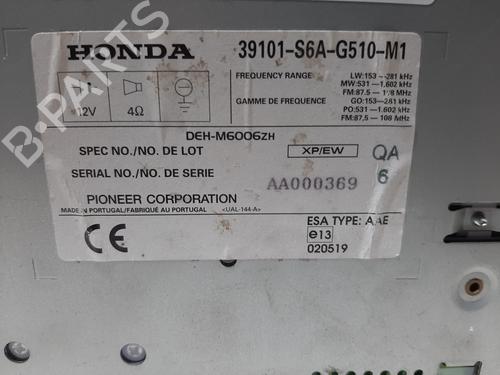 HONDA 39101-S6A-G510-M1
FREQUENCY RANGE LW:153 ~281 kHz
MW:531 ~1.602 kHz
FM:87.5 ~ 108 MHz
GAMME DE FREQUENCE GO:153~281 kHz
PO:531 ~1.602 kHz
FM:87,5 ~ 108 MHz
12V 4Ω
DEH-M6006ZH
SPEC NO./NO. DE LOT XP/EW QA
SERIAL NO./NO. DE SERIE AA000369 6
PIONEER CORPORATION
MADE IN PORTUGAL/FABRIQUÉ AU PORTUGAL <UAL-144-A>
CE
ESA TYPE: AAE
e13
020519
B-PARTS